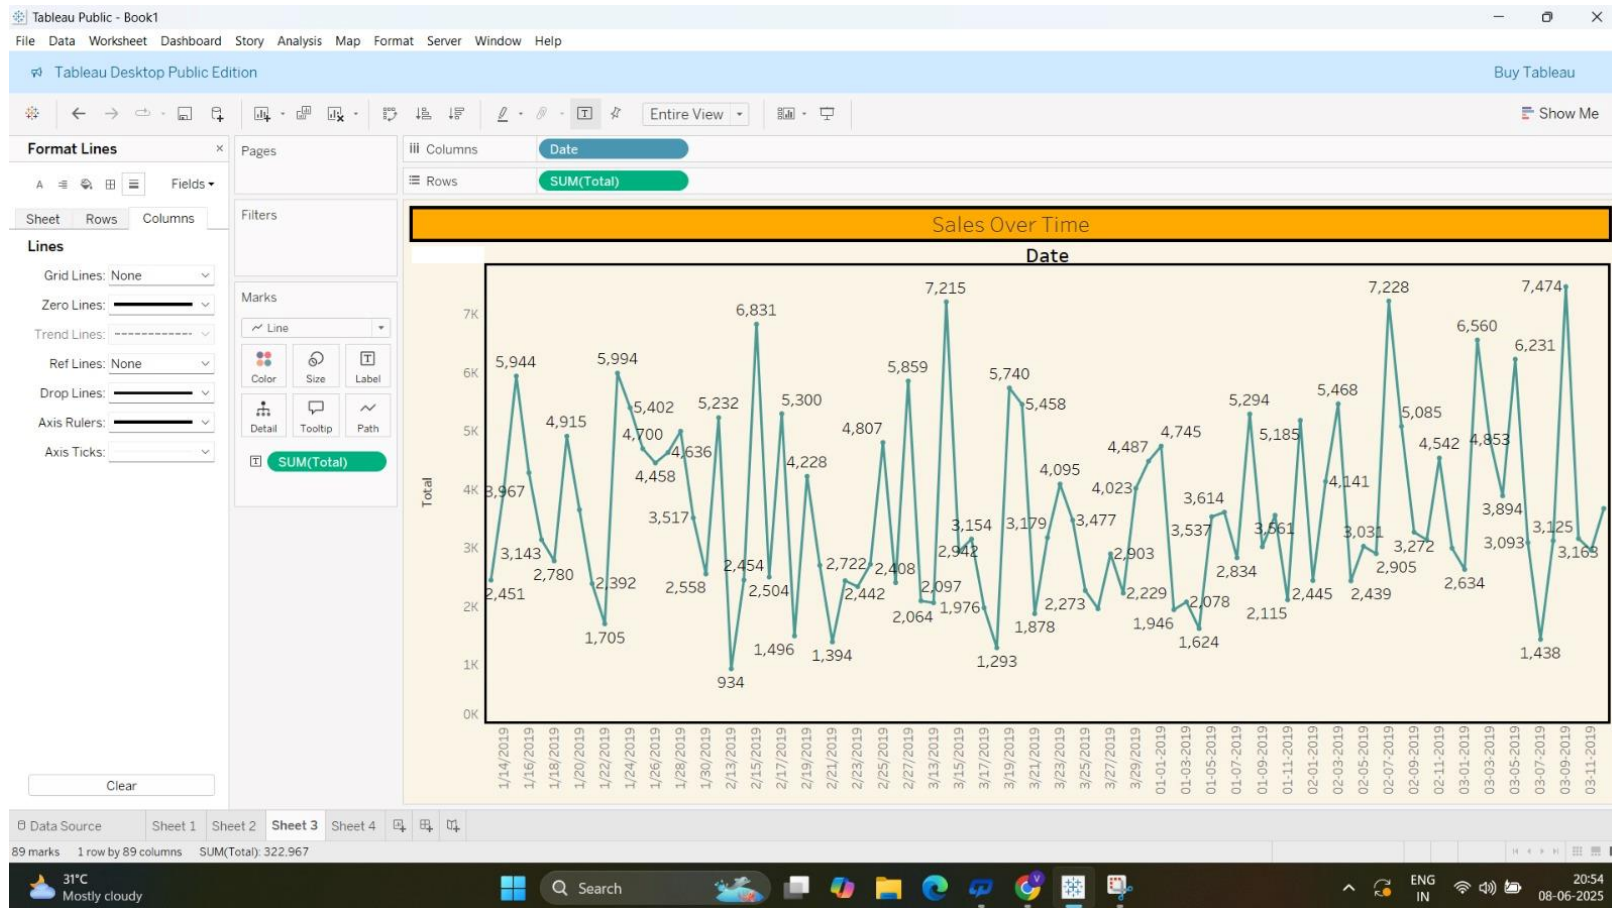 Tableau Public - Book1
File Data Worksheet Dashboard Story Analysis Map Format Server Window Help
Tableau Desktop Public Edition
Buy Tableau
Entire View
Show Me
Format Lines
Fields
Sheet Rows Columns
Lines
Grid Lines: None
Zero Lines:
Trend Lines:
Ref Lines: None
Drop Lines:
Axis Rulers:
Axis Ticks:
Clear
Pages
Filters
Marks
Line
Color Size Label
Detail Tooltip Path
SUM(Total)
Columns Date
Rows SUM(Total)
Sales Over Time
Date
Total
7K
6K
5K
4K
3K
2K
1K
0K
7,215 7,228 7,474
6,831 6,560
6,231
5,944 5,994 5,859 5,740
5,402 5,232 5,300 5,458 5,294 5,468
4,915 4,700 4,807 4,487 4,745 5,185 5,085
4,636 4,458 4,228 4,095 4,542 4,853
3,967 4,023 4,141
3,517 3,154 3,179 3,477 3,537 3,614 3,561 3,894
3,143 2,942 2,903 3,031 3,272 3,093 3,125 3,163
2,780 2,454 2,722 2,408 2,834 2,905 2,634
2,451 2,392 2,558 2,504 2,442 2,097 2,273 2,229 2,078 2,445 2,439
1,705 2,064 1,976 1,878 1,946 2,115
1,496 1,394 1,293 1,624 1,438
934
1/14/2019
1/16/2019
1/18/2019
1/20/2019
1/22/2019
1/24/2019
1/26/2019
1/28/2019
1/30/2019
2/13/2019
2/15/2019
2/17/2019
2/19/2019
2/21/2019
2/23/2019
2/25/2019
2/27/2019
3/13/2019
3/15/2019
3/17/2019
3/19/2019
3/21/2019
3/23/2019
3/25/2019
3/27/2019
3/29/2019
01-01-2019
01-03-2019
01-05-2019
01-07-2019
01-09-2019
01-11-2019
02-01-2019
02-03-2019
02-05-2019
02-07-2019
02-09-2019
02-11-2019
03-01-2019
03-03-2019
03-05-2019
03-07-2019
03-09-2019
03-11-2019
Data Source Sheet 1 Sheet 2 Sheet 3 Sheet 4
89 marks 1 row by 89 columns SUM(Total): 322,967
31°C
Mostly cloudy
Search
ENG
IN
20:54
08-06-2025